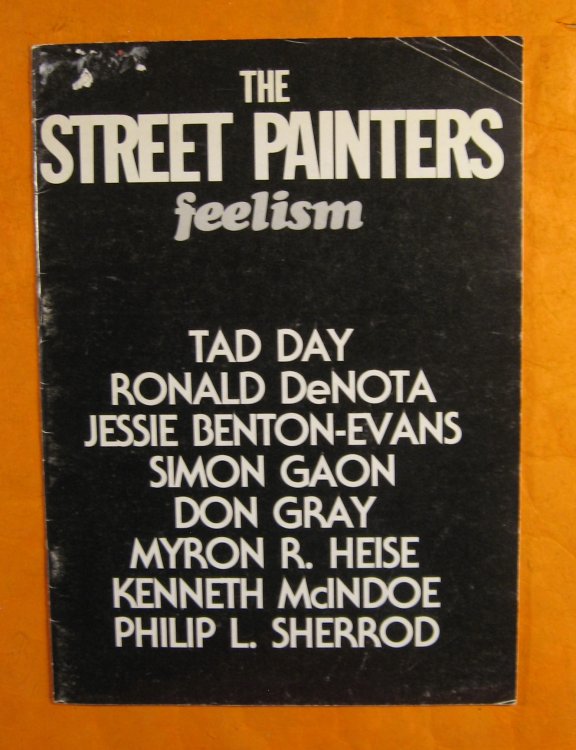 THE
STREET PAINTERS
feelism
TAD DAY
RONALD DeNOTA
JESSIE BENTON-EVANS
SIMON GAON
DON GRAY
MYRON R. HEISE
KENNETH McINDOE
PHILIP L. SHERROD